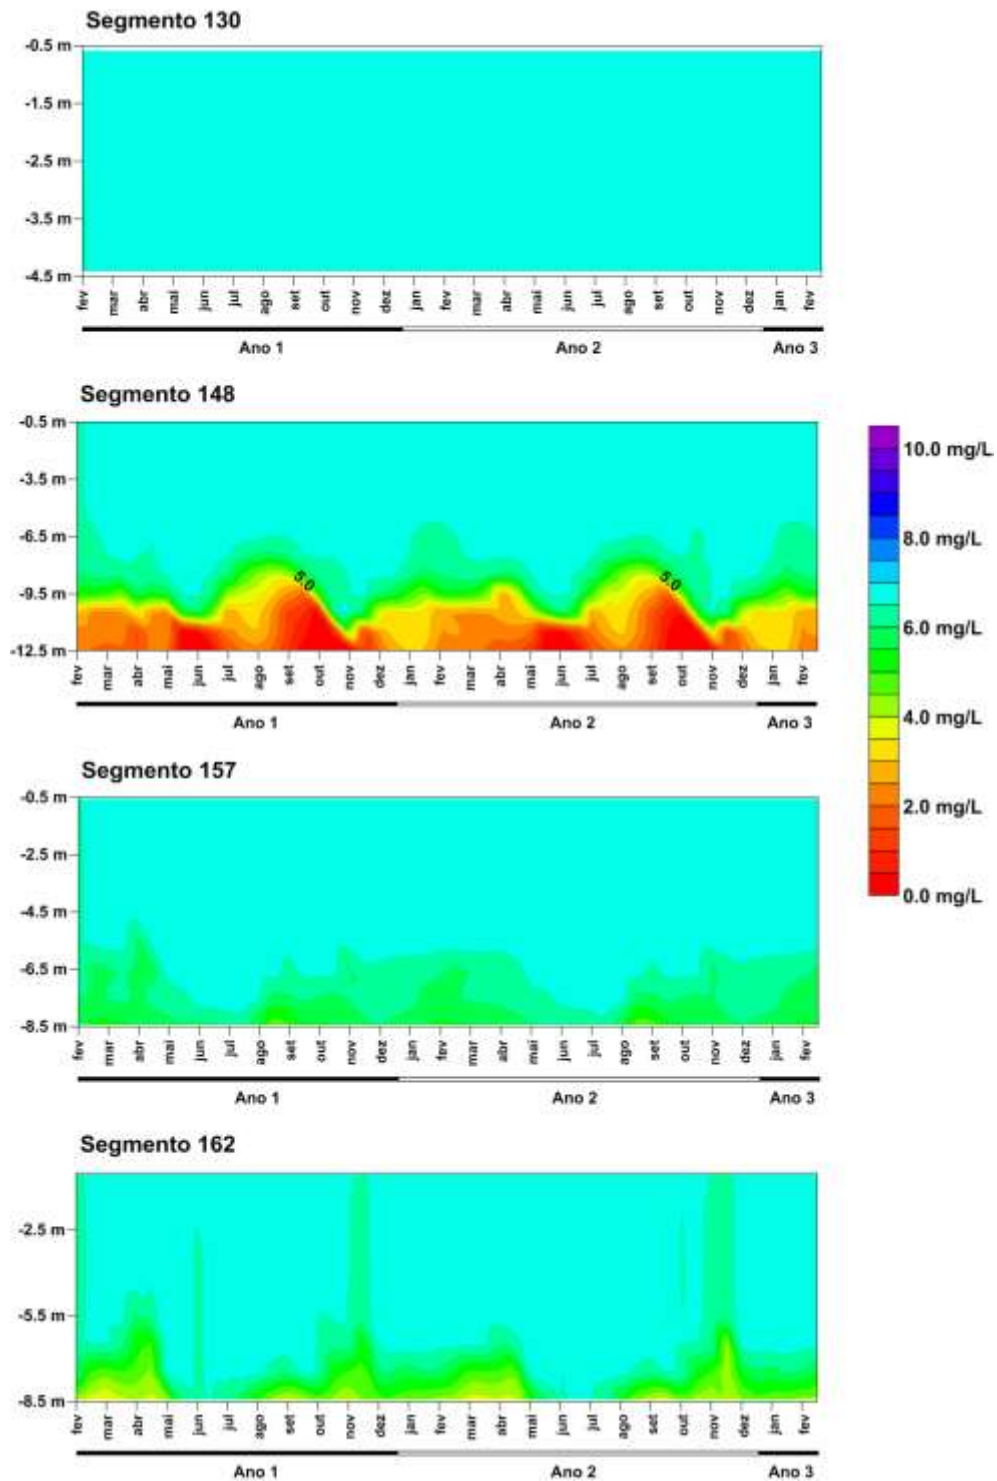 Segmento 130
-0.5 m
-1.5 m
-2.5 m
-3.5 m
-4.5 m
fev mar abr mai jun jul ago set out nov dez jan fev mar abr mai jun jul ago set out nov dez jan fev
Ano 1 Ano 2 Ano 3
Segmento 148
-0.5 m
-3.5 m
-6.5 m
-9.5 m
-12.5 m
5.0 5.0
fev mar abr mai jun jul ago set out nov dez jan fev mar abr mai jun jul ago set out nov dez jan fev
Ano 1 Ano 2 Ano 3
10.0 mg/L
8.0 mg/L
6.0 mg/L
4.0 mg/L
2.0 mg/L
0.0 mg/L
Segmento 157
-0.5 m
-2.5 m
-4.5 m
-6.5 m
-8.5 m
fev mar abr mai jun jul ago set out nov dez jan fev mar abr mai jun jul ago set out nov dez jan fev
Ano 1 Ano 2 Ano 3
Segmento 162
-2.5 m
-5.5 m
-8.5 m
fev mar abr mai jun jul ago set out nov dez jan fev mar abr mai jun jul ago set out nov dez jan fev
Ano 1 Ano 2 Ano 3